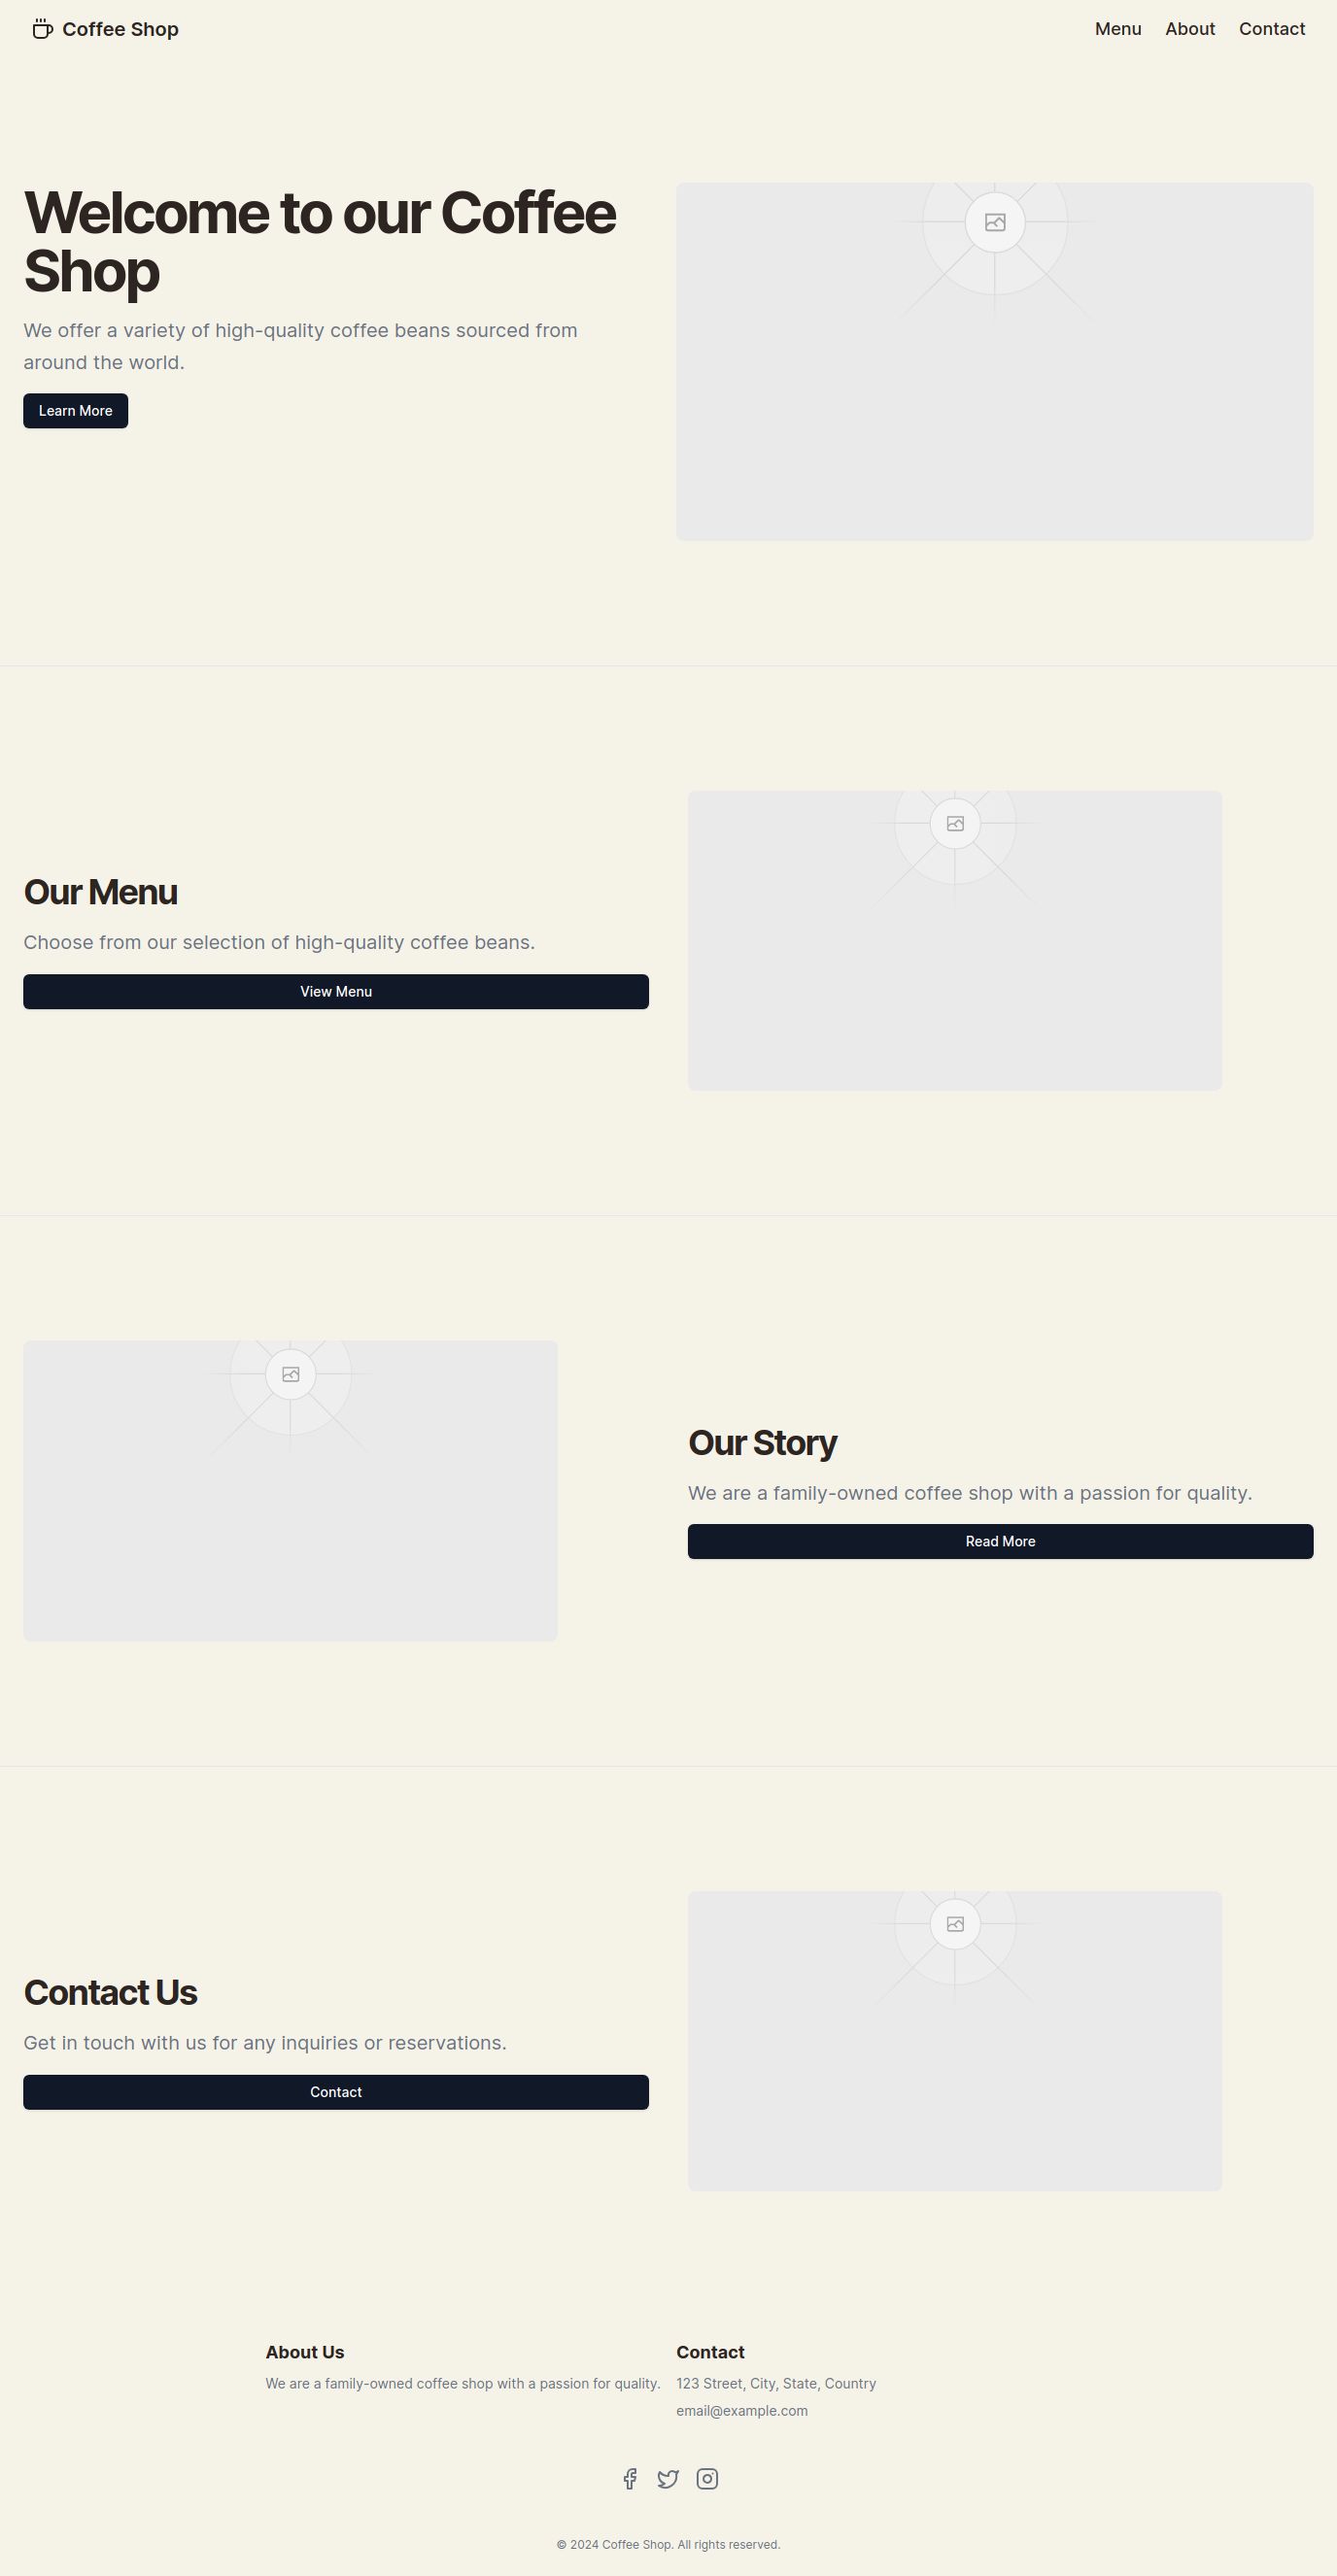 Coffee Shop
Menu
About
Contact
Welcome to our Coffee
Shop
We offer a variety of high-quality coffee beans sourced from
around the world.
Learn More
Our Menu
Choose from our selection of high-quality coffee beans.
View Menu
Our Story
We are a family-owned coffee shop with a passion for quality.
Read More
Contact Us
Get in touch with us for any inquiries or reservations.
Contact
About Us
We are a family-owned coffee shop with a passion for quality.
Contact
123 Street, City, State, Country
email@example.com
© 2024 Coffee Shop. All rights reserved.